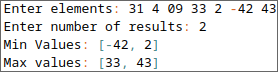 Enter elements: 31 4 09 33 2 -42 43
Enter number of results: 2
Min Values: [-42, 2]
Max values: [33, 43]